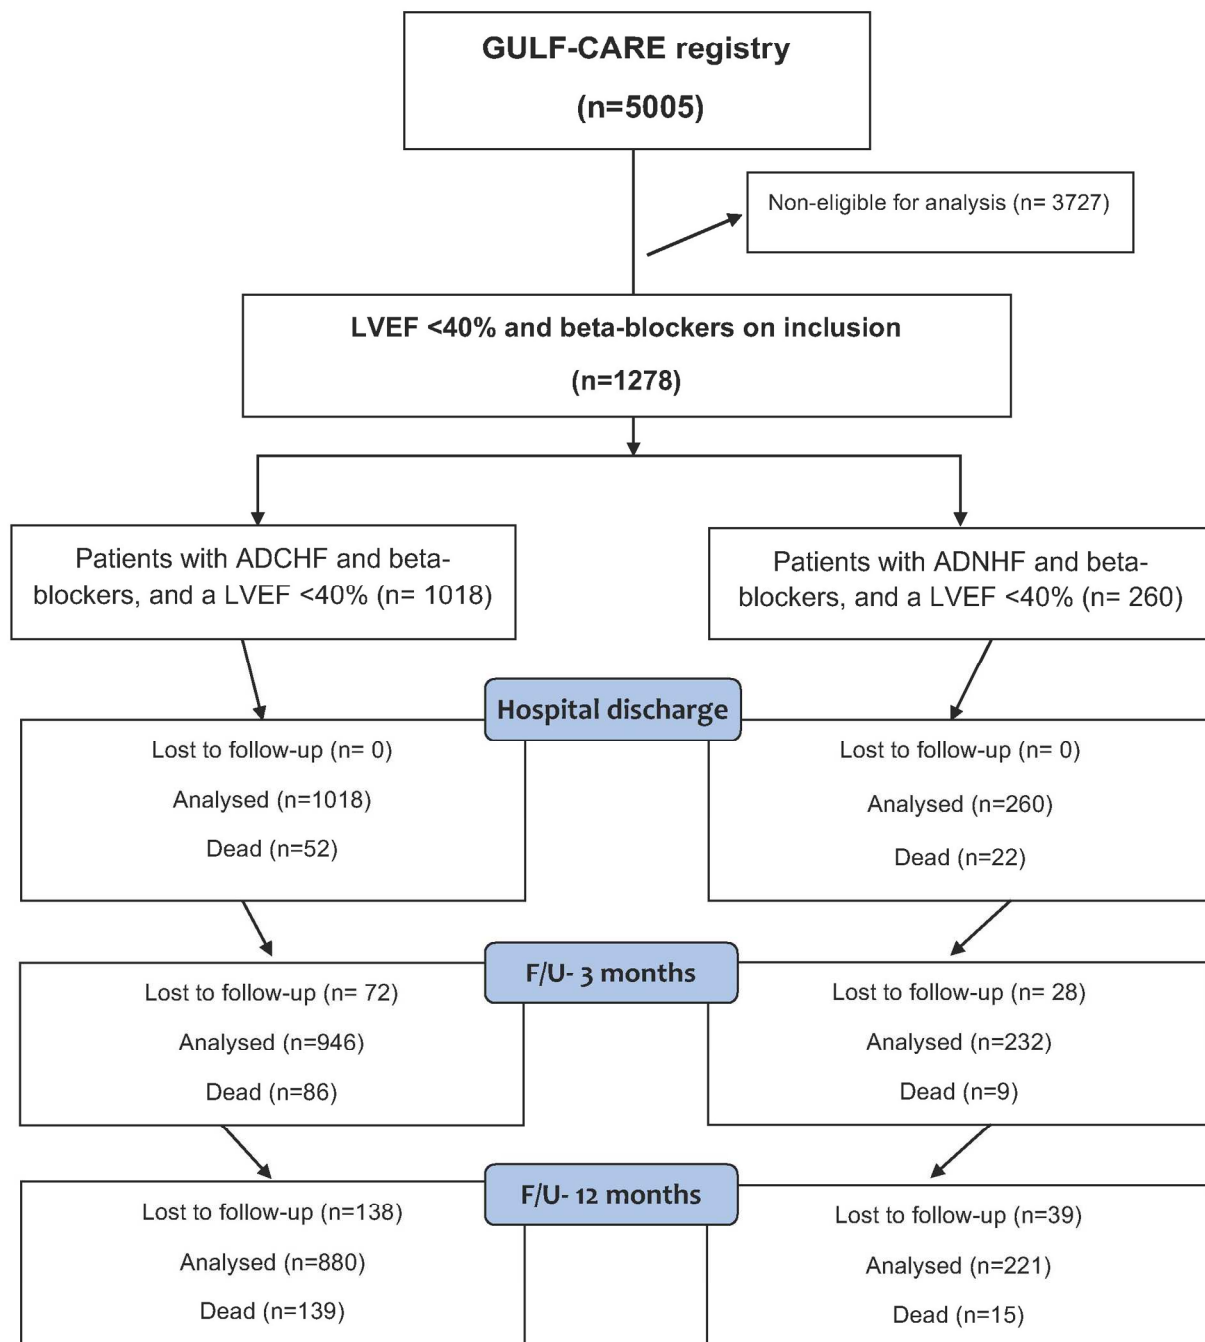 GULF-CARE registry
(n=5005)
Non-eligible for analysis (n= 3727)
LVEF <40% and beta-blockers on inclusion
(n=1278)
Patients with ADCHF and beta-
blockers, and a LVEF <40% (n= 1018)
Patients with ADNHF and beta-
blockers, and a LVEF <40% (n= 260)
Hospital discharge
Lost to follow-up (n= 0)
Analysed (n=1018)
Dead (n=52)
Lost to follow-up (n= 0)
Analysed (n=260)
Dead (n=22)
F/U- 3 months
Lost to follow-up (n= 72)
Analysed (n=946)
Dead (n=86)
Lost to follow-up (n= 28)
Analysed (n=232)
Dead (n=9)
F/U- 12 months
Lost to follow-up (n=138)
Analysed (n=880)
Dead (n=139)
Lost to follow-up (n=39)
Analysed (n=221)
Dead (n=15)